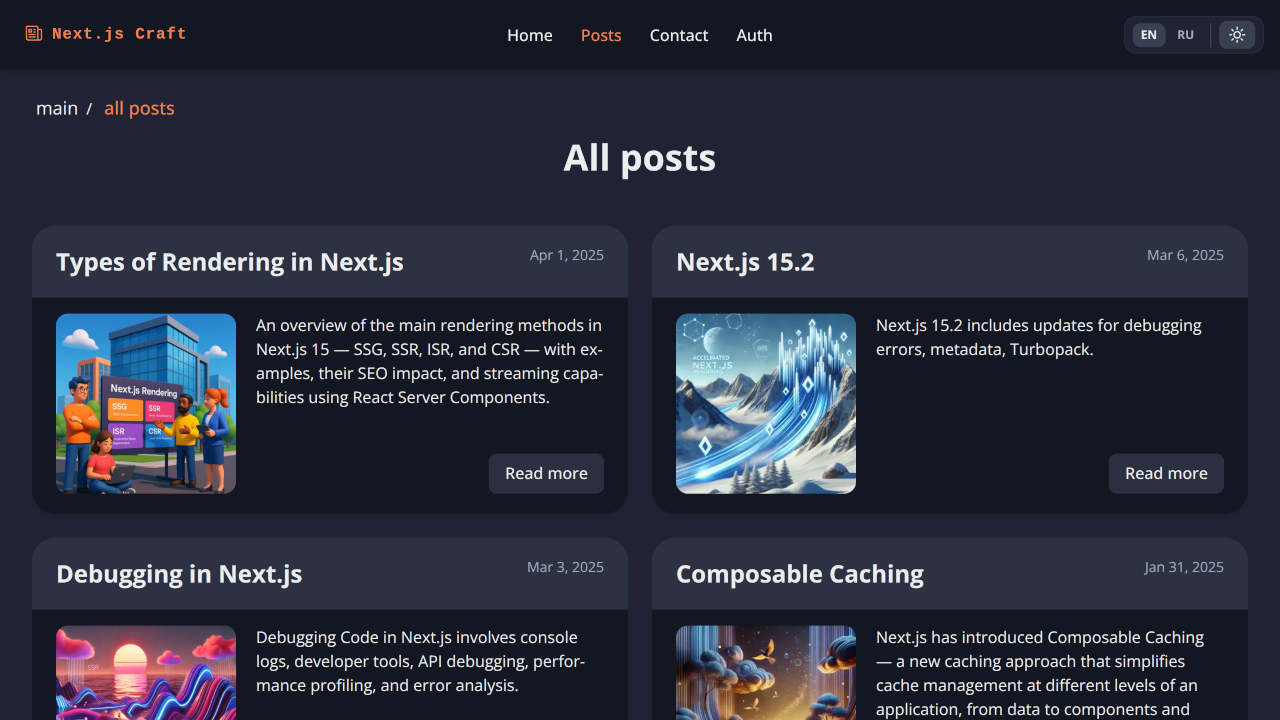 Next.js Craft
Home
Posts
Contact
Auth
EN
RU
main / all posts
All posts
Types of Rendering in Next.js
Apr 1, 2025
Next.js Rendering
SSG
SSR
ISR
CSR
An overview of the main rendering methods in
Next.js 15 — SSG, SSR, ISR, and CSR — with ex-
amples, their SEO impact, and streaming capa-
bilities using React Server Components.
Read more
Next.js 15.2
Mar 6, 2025
ACCELERATED
NEXT.JS
Next.js 15.2 includes updates for debugging
errors, metadata, Turbopack.
Read more
Debugging in Next.js
Mar 3, 2025
SSR
Debugging Code in Next.js involves console
logs, developer tools, API debugging, perfor-
mance profiling, and error analysis.
Composable Caching
Jan 31, 2025
Next.js has introduced Composable Caching
— a new caching approach that simplifies
cache management at different levels of an
application, from data to components and